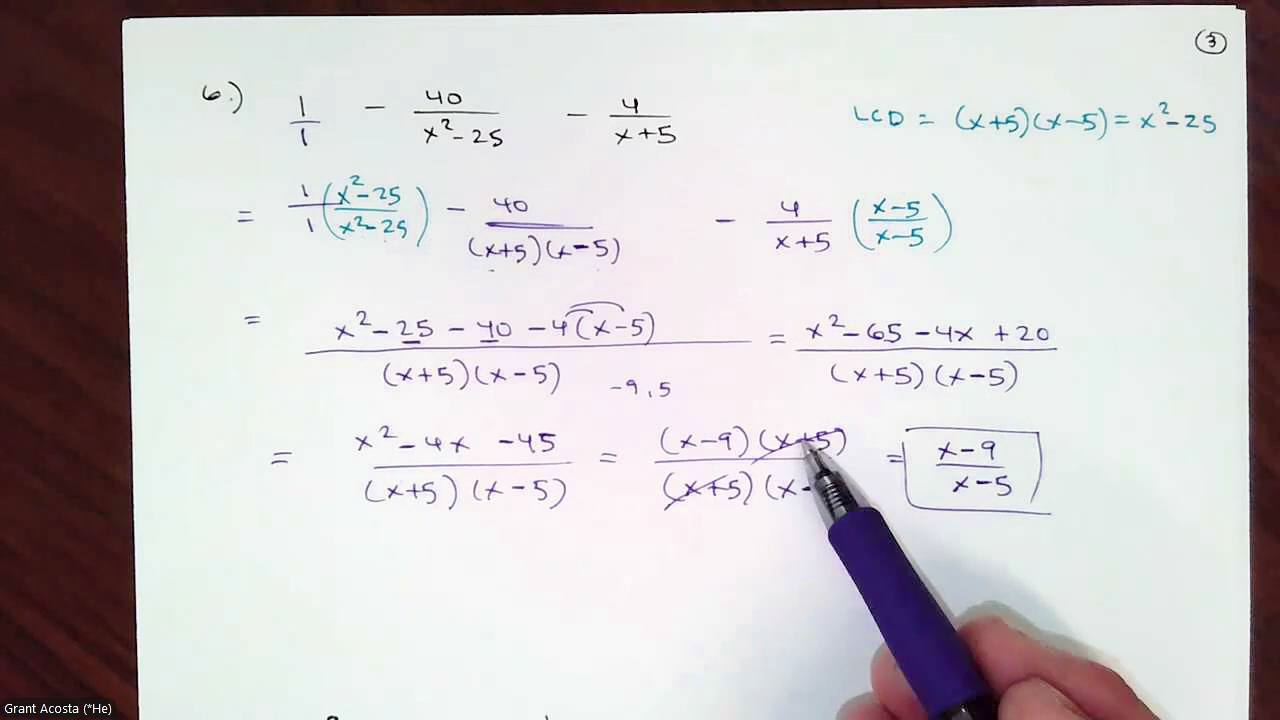 ③
6.) 1/1 - 40/(x²-25) - 4/(x+5) LCD = (x+5)(x-5) = x²-25
= 1/1 ((x²-25)/(x²-25)) - 40/((x+5)(x-5)) - 4/(x+5) ((x-5)/(x-5))
= (x²-25-40-4(x-5))/((x+5)(x-5)) = (x²-65-4x+20)/((x+5)(x-5))
-9, 5
= (x²-4x-45)/((x+5)(x-5)) = ((x-9)(x+5))/((x+5)(x- = (x-9)/(x-5)
Grant Acosta (*He)